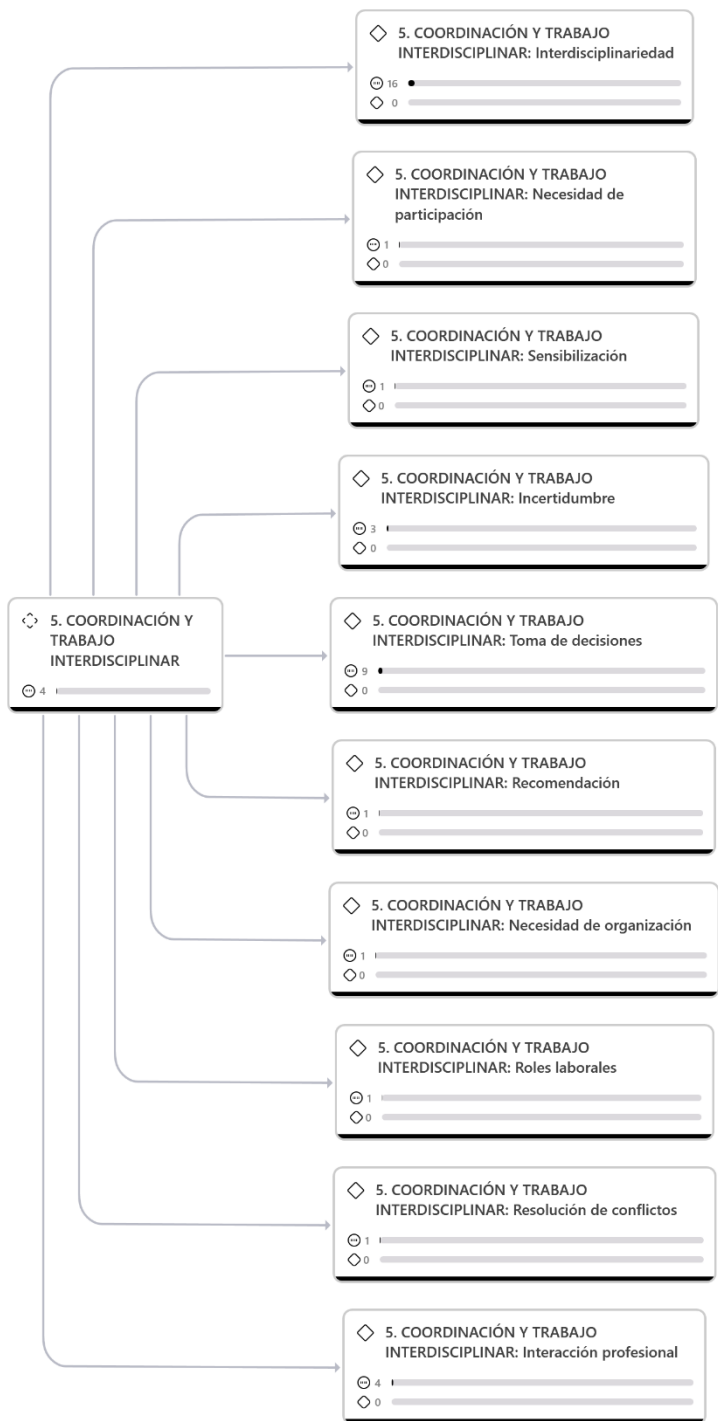 5. COORDINACIÓN Y TRABAJO
INTERDISCIPLINAR: Interdisciplinariedad
16
0
5. COORDINACIÓN Y TRABAJO
INTERDISCIPLINAR: Necesidad de
participación
1
0
5. COORDINACIÓN Y TRABAJO
INTERDISCIPLINAR: Sensibilización
1
0
5. COORDINACIÓN Y TRABAJO
INTERDISCIPLINAR: Incertidumbre
3
0
5. COORDINACIÓN Y
TRABAJO
INTERDISCIPLINAR
4
5. COORDINACIÓN Y TRABAJO
INTERDISCIPLINAR: Toma de decisiones
9
0
5. COORDINACIÓN Y TRABAJO
INTERDISCIPLINAR: Recomendación
1
0
5. COORDINACIÓN Y TRABAJO
INTERDISCIPLINAR: Necesidad de organización
1
0
5. COORDINACIÓN Y TRABAJO
INTERDISCIPLINAR: Roles laborales
1
0
5. COORDINACIÓN Y TRABAJO
INTERDISCIPLINAR: Resolución de conflictos
1
0
5. COORDINACIÓN Y TRABAJO
INTERDISCIPLINAR: Interacción profesional
4
0